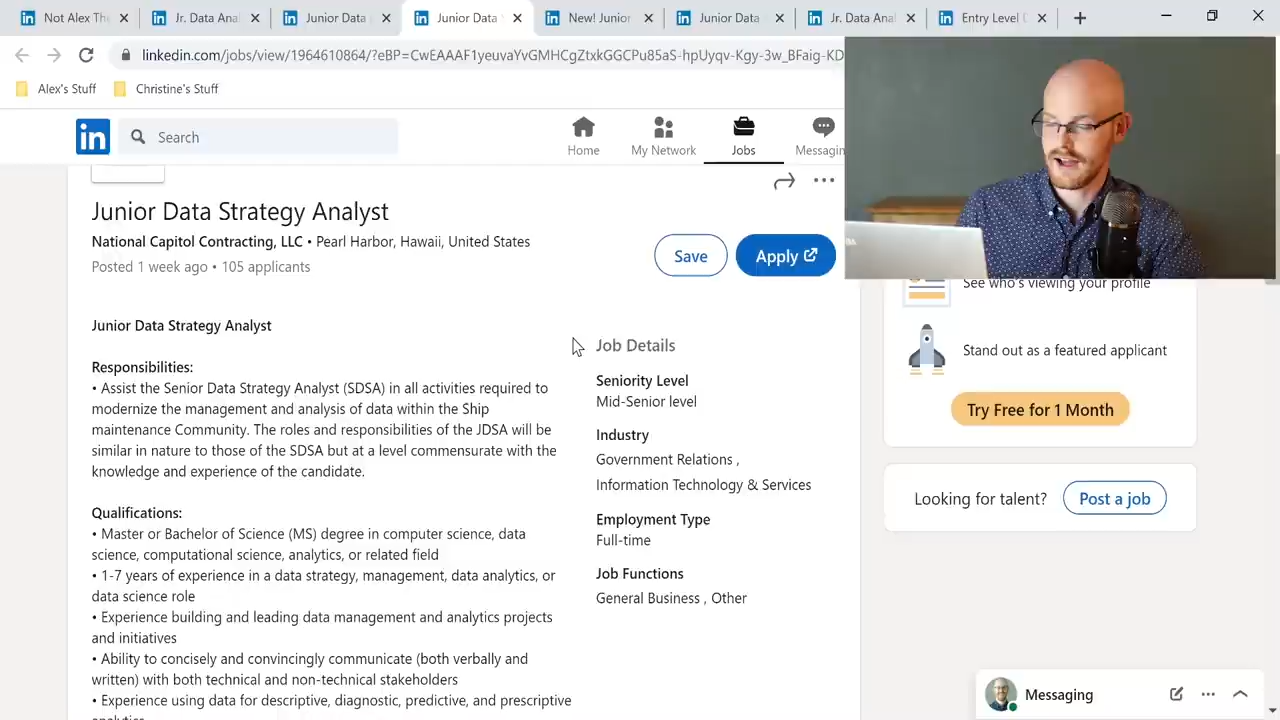 Not Alex The
Jr. Data Anal
Junior Data
Junior Data
New! Junior
Junior Data
Jr. Data Anal
Entry Level D
linkedin.com/jobs/view/1964610864/?eBP=CwEAAAF1yeuvaYvGMHCgZtxkGGCPu85aS-hpUyqv-Kgy-3w_BFaig-KD
Alex's Stuff
Christine's Stuff
in
Search
Home
My Network
Jobs
Messagin
Junior Data Strategy Analyst
National Capitol Contracting, LLC • Pearl Harbor, Hawaii, United States
Posted 1 week ago • 105 applicants
Save
Apply
Junior Data Strategy Analyst
Responsibilities:
• Assist the Senior Data Strategy Analyst (SDSA) in all activities required to
modernize the management and analysis of data within the Ship
maintenance Community. The roles and responsibilities of the JDSA will be
similar in nature to those of the SDSA but at a level commensurate with the
knowledge and experience of the candidate.
Qualifications:
• Master or Bachelor of Science (MS) degree in computer science, data
science, computational science, analytics, or related field
• 1-7 years of experience in a data strategy, management, data analytics, or
data science role
• Experience building and leading data management and analytics projects
and initiatives
• Ability to concisely and convincingly communicate (both verbally and
written) with both technical and non-technical stakeholders
• Experience using data for descriptive, diagnostic, predictive, and prescriptive
analytics
Job Details
Seniority Level
Mid-Senior level
Industry
Government Relations ,
Information Technology & Services
Employment Type
Full-time
Job Functions
General Business , Other
See who's viewing your profile
Stand out as a featured applicant
Try Free for 1 Month
Looking for talent?
Post a job
Messaging